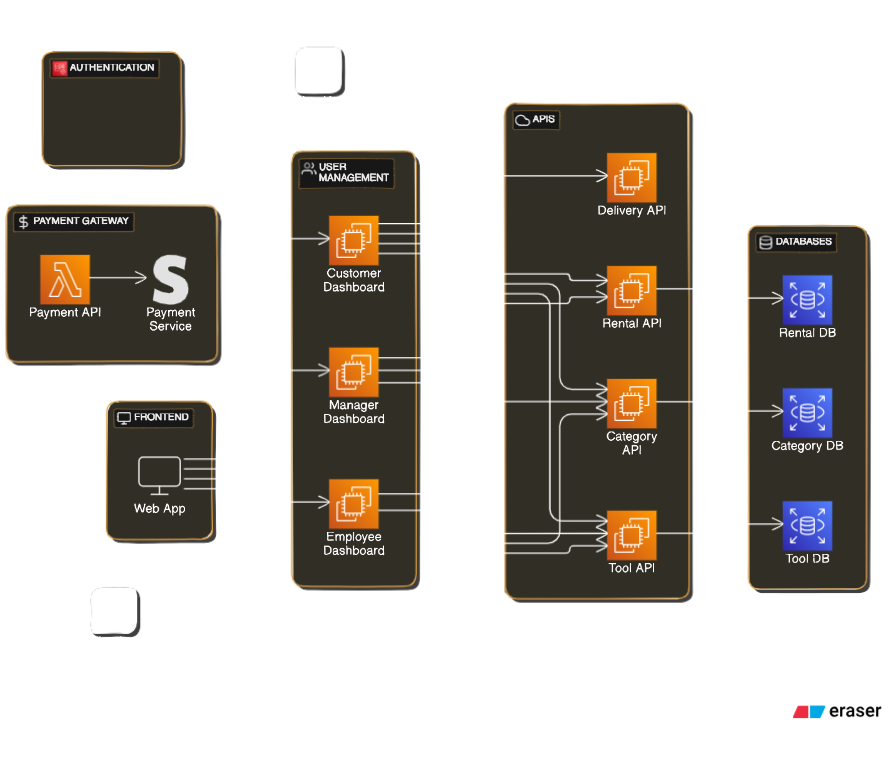 AUTHENTICATION
PAYMENT GATEWAY
Payment API
Payment
Service
FRONTEND
Web App
USER
MANAGEMENT
Customer
Dashboard
Manager
Dashboard
Employee
Dashboard
APIS
Delivery API
Rental API
Category
API
Tool API
DATABASES
Rental DB
Category DB
Tool DB
eraser